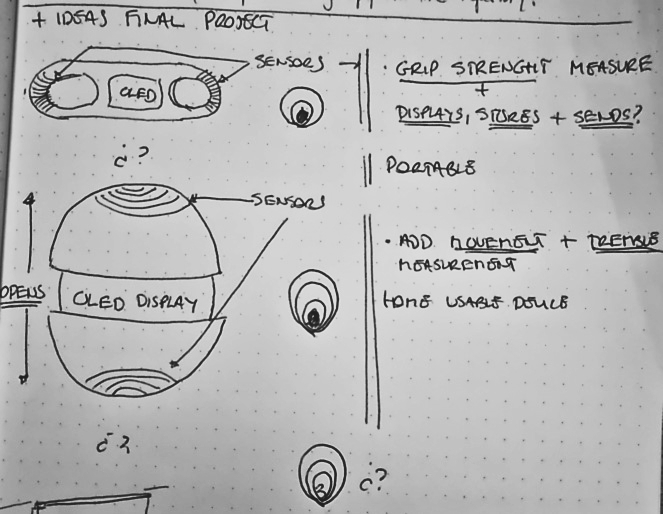 + IDEAS FINAL PROJECT
SENSORS
OLED
· GRIP STRENGHT MEASURE
+
DISPLAYS, STORES + SENDS?
¿?
PORTABLE
SENSORS
OPENS
OLED DISPLAY
· ADD MOVEMENT + TREMBLE
MEASUREMENT
HOME USABLE DEVICE
¿?
¿?